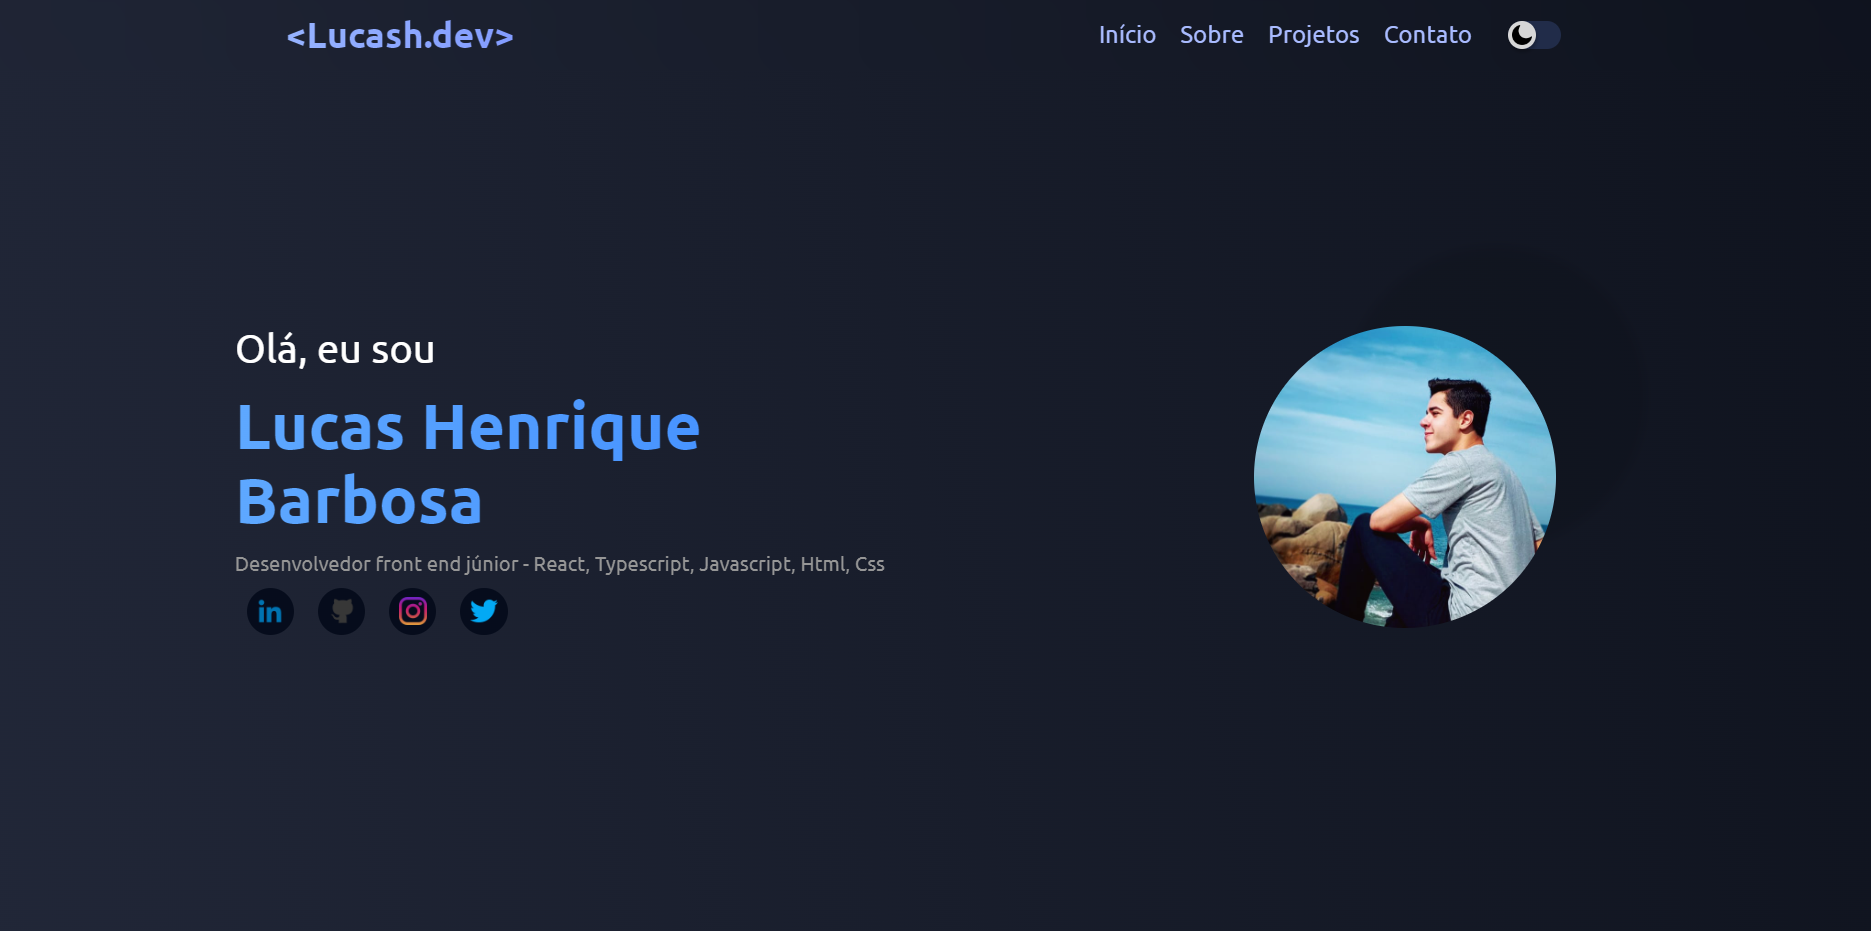 <Lucash.dev>
Início Sobre Projetos Contato
Olá, eu sou
Lucas Henrique
Barbosa
Desenvolvedor front end júnior - React, Typescript, Javascript, Html, Css
in